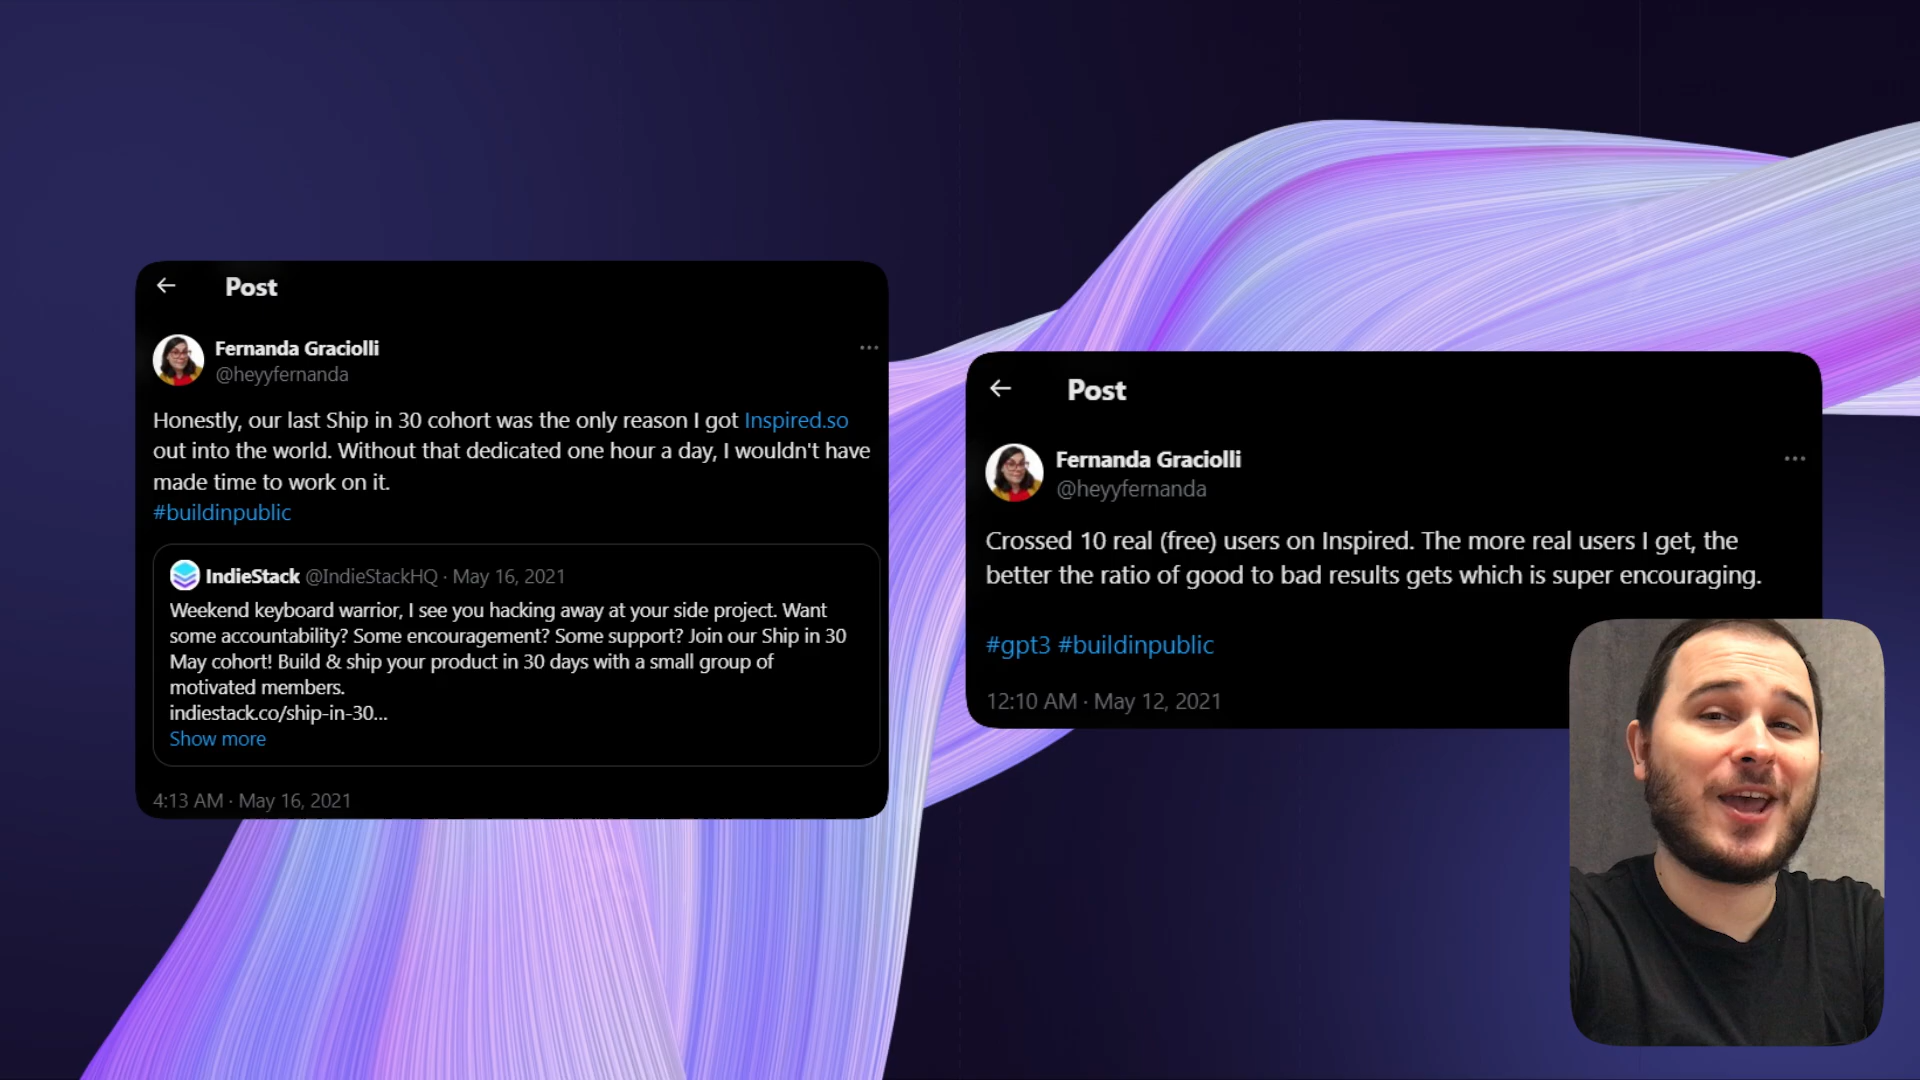 Post
Fernanda Graciolli
@heyyfernanda
Honestly, our last Ship in 30 cohort was the only reason I got Inspired.so
out into the world. Without that dedicated one hour a day, I wouldn't have
made time to work on it.
#buildinpublic
IndieStack @IndieStackHQ · May 16, 2021
Weekend keyboard warrior, I see you hacking away at your side project. Want
some accountability? Some encouragement? Some support? Join our Ship in 30
May cohort! Build & ship your product in 30 days with a small group of
motivated members.
indiestack.co/ship-in-30...
Show more
4:13 AM · May 16, 2021
Post
Fernanda Graciolli
@heyyfernanda
Crossed 10 real (free) users on Inspired. The more real users I get, the
better the ratio of good to bad results gets which is super encouraging.
#gpt3 #buildinpublic
12:10 AM · May 12, 2021